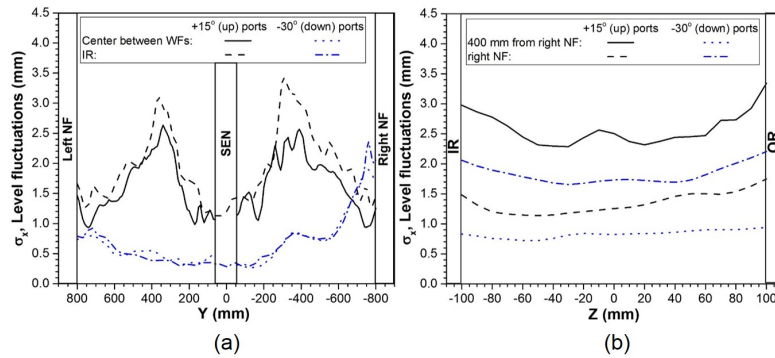 4.5
4.0
3.5
3.0
2.5
2.0
1.5
1.0
0.5
0.0
σx, Level fluctuations (mm)
+15° (up) ports -30° (down) ports
Center between WFs:
IR:
Left NF
SEN
Right NF
800 600 400 200 0 -200 -400 -600 -800
Y (mm)
(a)
4.5
4.0
3.5
3.0
2.5
2.0
1.5
1.0
0.5
0.0
σx, Level fluctuations (mm)
+15° (up) ports -30° (down) ports
400 mm from right NF:
right NF:
IR
OR
-100 -80 -60 -40 -20 0 20 40 60 80 100
Z (mm)
(b)